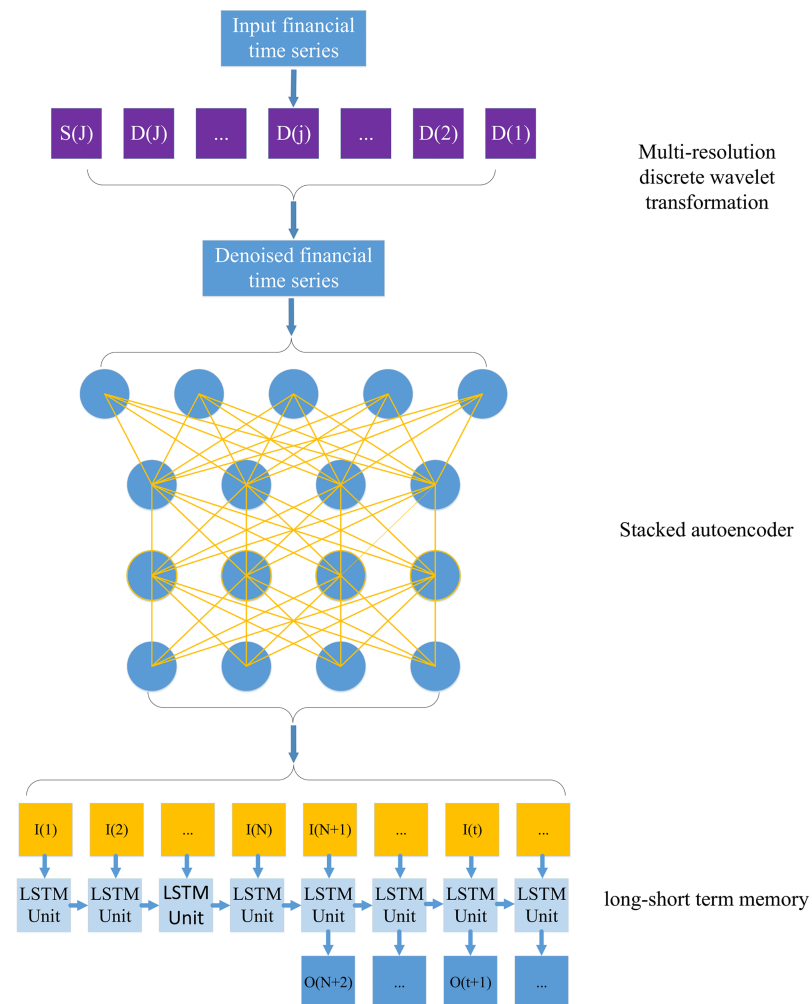 Input financial
time series
S(J) D(J) ... D(j) ... D(2) D(1)
Multi-resolution
discrete wavelet
transformation
Denoised financial
time series
Stacked autoencoder
I(1) I(2) ... I(N) I(N+1) ... I(t) ...
LSTM LSTM LSTM LSTM LSTM LSTM LSTM LSTM
Unit Unit Unit Unit Unit Unit Unit Unit
long-short term memory
O(N+2) ... O(t+1) ...